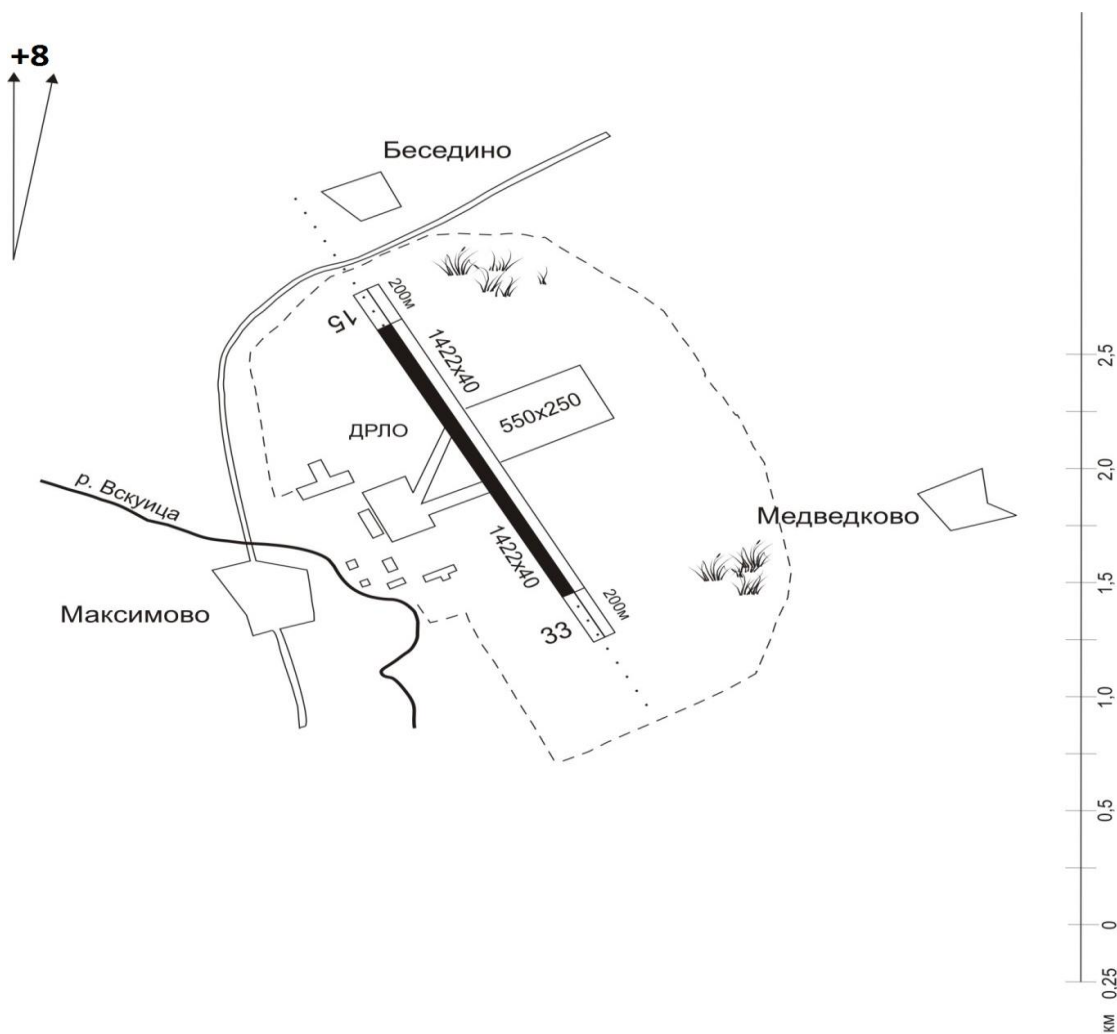 +8
Беседино
200м
15
1422х40
550х250
ДРЛО
р. Вскуица
Медведково
1422х40
Максимово
200м
33
2,5
2,0
1,5
1,0
0,5
0
0,25
км